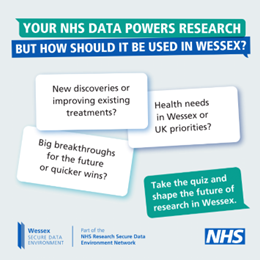 YOUR NHS DATA POWERS RESEARCH
BUT HOW SHOULD IT BE USED IN WESSEX?
New discoveries or
improving existing
treatments?
Health needs
in Wessex or
UK priorities?
Big breakthroughs
for the future
or quicker wins?
Take the quiz and
shape the future of
research in Wessex.
Wessex
SECURE DATA
ENVIRONMENT
Part of the
NHS Research Secure Data
Environment Network
NHS